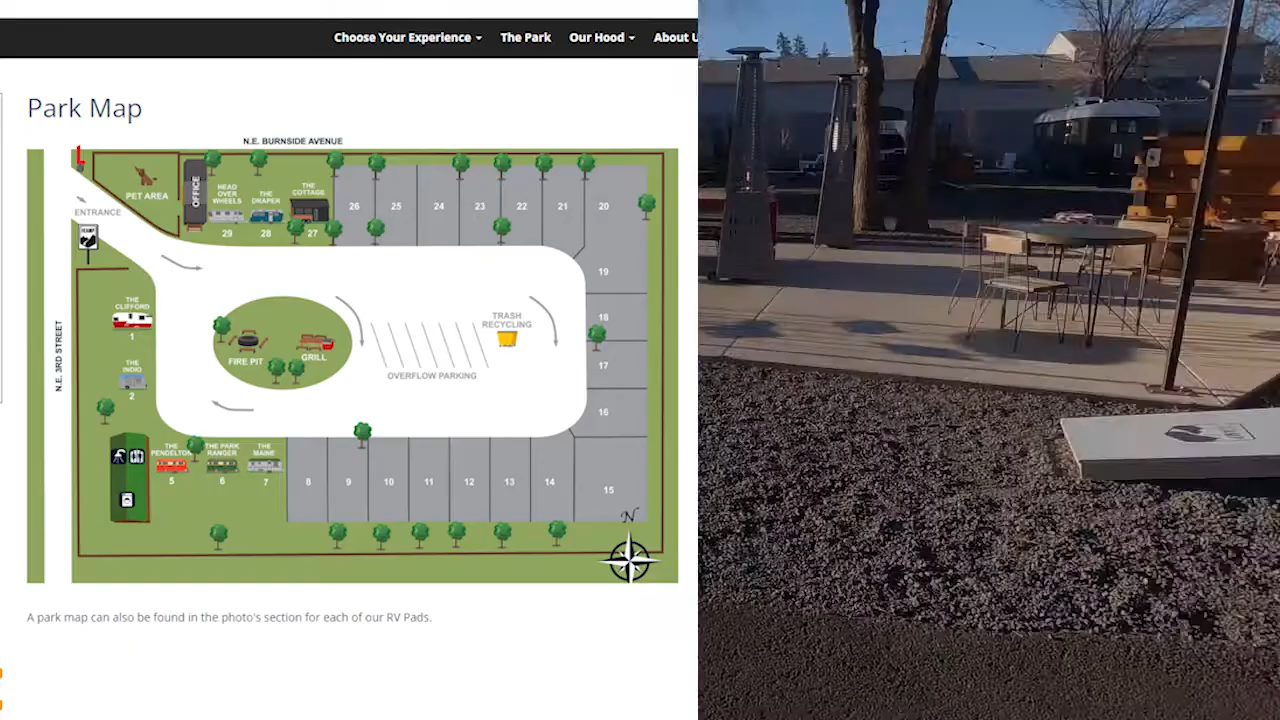 Choose Your Experience The Park Our Hood About U
Park Map
N.E. BURNSIDE AVENUE
PET AREA
OFFICE
HEAD
OVER
WHEELS
29
THE
DRAPER
28
THE
COTTAGE
27
26 25 24 23 22 21 20
ENTRANCE
19
18
17
16
THE
CLIFFORD
1
THE
INDIO
2
N.E. 3RD STREET
FIRE PIT
GRILL
OVERFLOW PARKING
TRASH
RECYCLING
THE
PENDELTON
5
THE PARK
RANGER
6
THE
MAINE
7
8 9 10 11 12 13 14 15
N
A park map can also be found in the photo's section for each of our RV Pads.